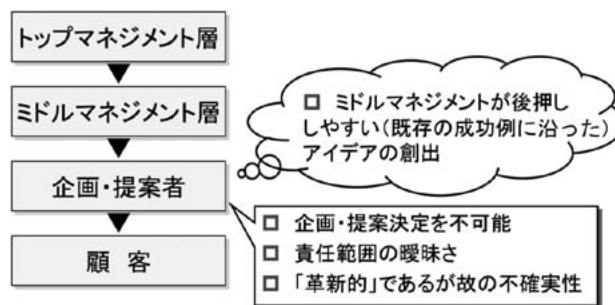 トップマネジメント層
ミドルマネジメント層
企画・提案者
顧 客
□ ミドルマネジメントが後押し
しやすい(既存の成功例に沿った)
アイデアの創出
□ 企画・提案決定を不可能
□ 責任範囲の曖昧さ
□ 「革新的」であるが故の不確実性